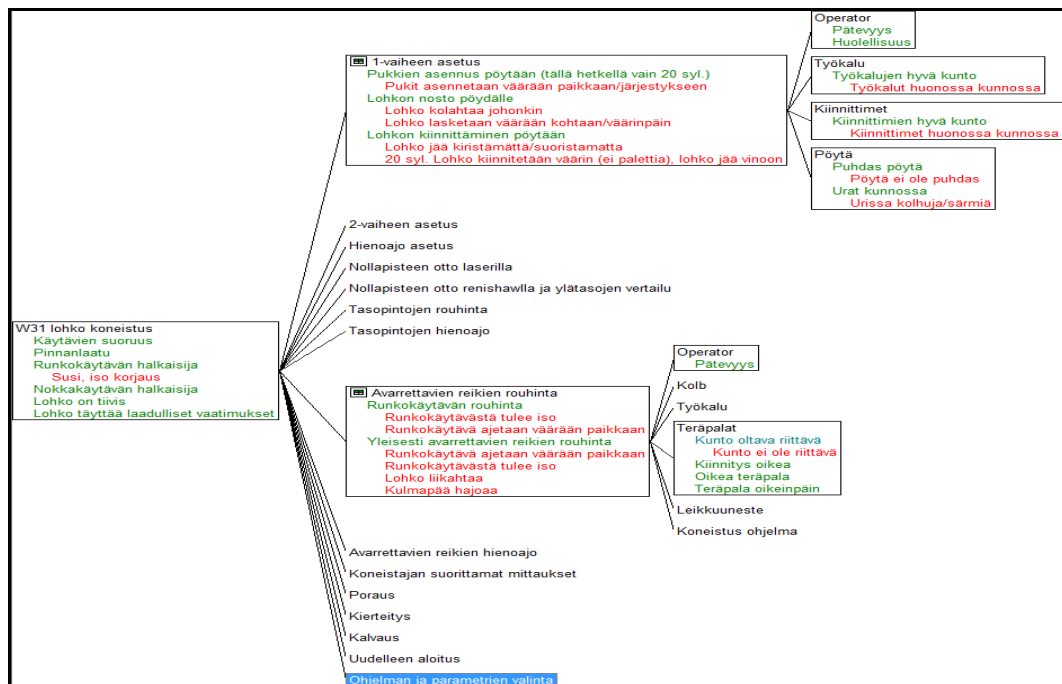 W31 lohko koneistus
Käytävien suoruus
Pinnanlaatu
Runkokäytävän halkaisija
Susi, iso korjaus
Nokkakäytävän halkaisija
Lohko on tiivis
Lohko täyttää laadulliset vaatimukset
1-vaiheen asetus
Pukkien asennus pöytään (tällä hetkellä vain 20 syl.)
Pukit asennetaan väärään paikkaan/järjestykseen
Lohkon nosto pöydälle
Lohko kolahtaa johonkin
Lohko lasketaan väärään kohtaan/väärinpäin
Lohkon kiinnittäminen pöytään
Lohko jää kiristämättä/suoristamatta
20 syl. Lohko kiinnitetään väärin (ei palettia), lohko jää vinoon
Operator
Pätevyys
Huolellisuus
Työkalu
Työkalujen hyvä kunto
Työkalut huonossa kunnossa
Kiinnittimet
Kiinnittimien hyvä kunto
Kiinnittimet huonossa kunnossa
Pöytä
Puhdas pöytä
Pöytä ei ole puhdas
Urat kunnossa
Urissa kolhuja/särmiä
2-vaiheen asetus
Hienoajo asetus
Nollapisteen otto laserilla
Nollapisteen otto renishawlla ja ylätasojen vertailu
Tasopintojen rouhinta
Tasopintojen hienoajo
Avarrettavien reikien rouhinta
Runkokäytävän rouhinta
Runkokäytävästä tulee iso
Runkokäytävä ajetaan väärään paikkaan
Yleisesti avarrettavien reikien rouhinta
Runkokäytävä ajetaan väärään paikkaan
Runkokäytävästä tulee iso
Lohko liikahtaa
Kulmapää hajoaa
Operator
Pätevyys
Kolb
Työkalu
Teräpalat
Kunto oltava riittävä
Kunto ei ole riittävä
Kiinnitys oikea
Oikea teräpala
Teräpala oikeinpäin
Leikkuuneste
Koneistus ohjelma
Avarrettavien reikien hienoajo
Koneistajan suorittamat mittaukset
Poraus
Kierteitys
Kalvaus
Uudelleen aloitus
Ohjelman ja parametrien valinta